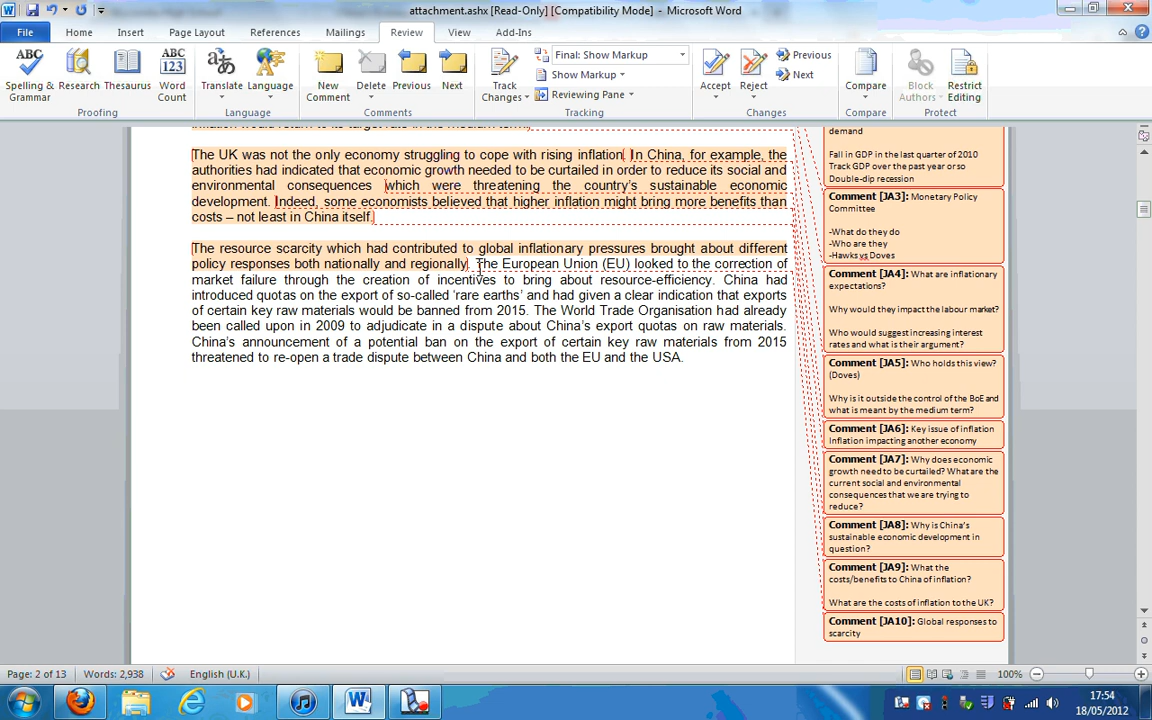 attachment.ashx [Read-Only] [Compatibility Mode] - Microsoft Word
File Home Insert Page Layout References Mailings Review View Add-Ins
ABC
Spelling &
Grammar
Research
Thesaurus
ABC
123
Word
Count
Proofing
Translate
Language
Language
New
Comment
Delete
Previous
Next
Comments
Track
Changes
Final: Show Markup
Show Markup
Reviewing Pane
Tracking
Accept
Reject
Previous
Next
Changes
Compare
Compare
Block
Authors
Restrict
Editing
Protect
The UK was not the only economy struggling to cope with rising inflation. In China, for example, the
authorities had indicated that economic growth needed to be curtailed in order to reduce its social and
environmental consequences which were threatening the country's sustainable economic
development. Indeed, some economists believed that higher inflation might bring more benefits than
costs – not least in China itself.
The resource scarcity which had contributed to global inflationary pressures brought about different
policy responses both nationally and regionally. The European Union (EU) looked to the correction of
market failure through the creation of incentives to bring about resource-efficiency. China had
introduced quotas on the export of so-called 'rare earths' and had given a clear indication that exports
of certain key raw materials would be banned from 2015. The World Trade Organisation had already
been called upon in 2009 to adjudicate in a dispute about China's export quotas on raw materials.
China's announcement of a potential ban on the export of certain key raw materials from 2015
threatened to re-open a trade dispute between China and both the EU and the USA.
demand
Fall in GDP in the last quarter of 2010
Track GDP over the past year or so
Double-dip recession
Comment [JA3]: Monetary Policy
Committee
-What do they do
-Who are they
-Hawks vs Doves
Comment [JA4]: What are inflationary
expectations?
Why would they impact the labour market?
Who would suggest increasing interest
rates and what is their argument?
Comment [JA5]: Who holds this view?
(Doves)
Why is it outside the control of the BoE and
what is meant by the medium term?
Comment [JA6]: Key issue of inflation
Inflation impacting another economy
Comment [JA7]: Why does economic
growth need to be curtailed? What are the
current social and environmental
consequences that we are trying to
reduce?
Comment [JA8]: Why is China's
sustainable economic development in
question?
Comment [JA9]: What the
costs/benefits to China of inflation?
What are the costs of inflation to the UK?
Comment [JA10]: Global responses to
scarcity
Page: 2 of 13 Words: 2,938 English (U.K.) 100%
17:54
18/05/2012